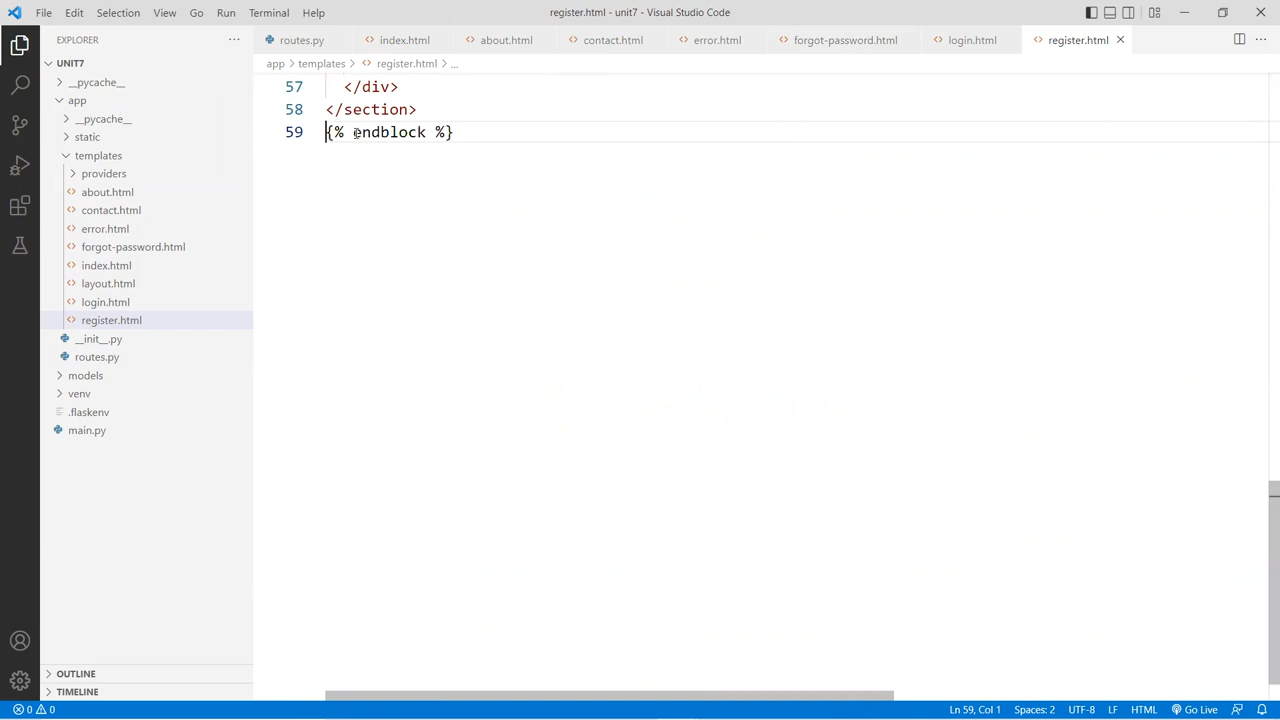 File Edit Selection View Go Run Terminal Help
register.html - unit7 - Visual Studio Code
EXPLORER
routes.py index.html about.html contact.html error.html forgot-password.html login.html register.html
UNIT7
app > templates > register.html > ...
__pycache__
app
__pycache__
static
templates
providers
about.html
contact.html
error.html
forgot-password.html
index.html
layout.html
login.html
register.html
__init__.py
routes.py
models
venv
.flaskenv
main.py
OUTLINE
TIMELINE
57 </div>
58 </section>
59 {% endblock %}
0 0 Ln 59, Col 1 Spaces: 2 UTF-8 LF HTML Go Live